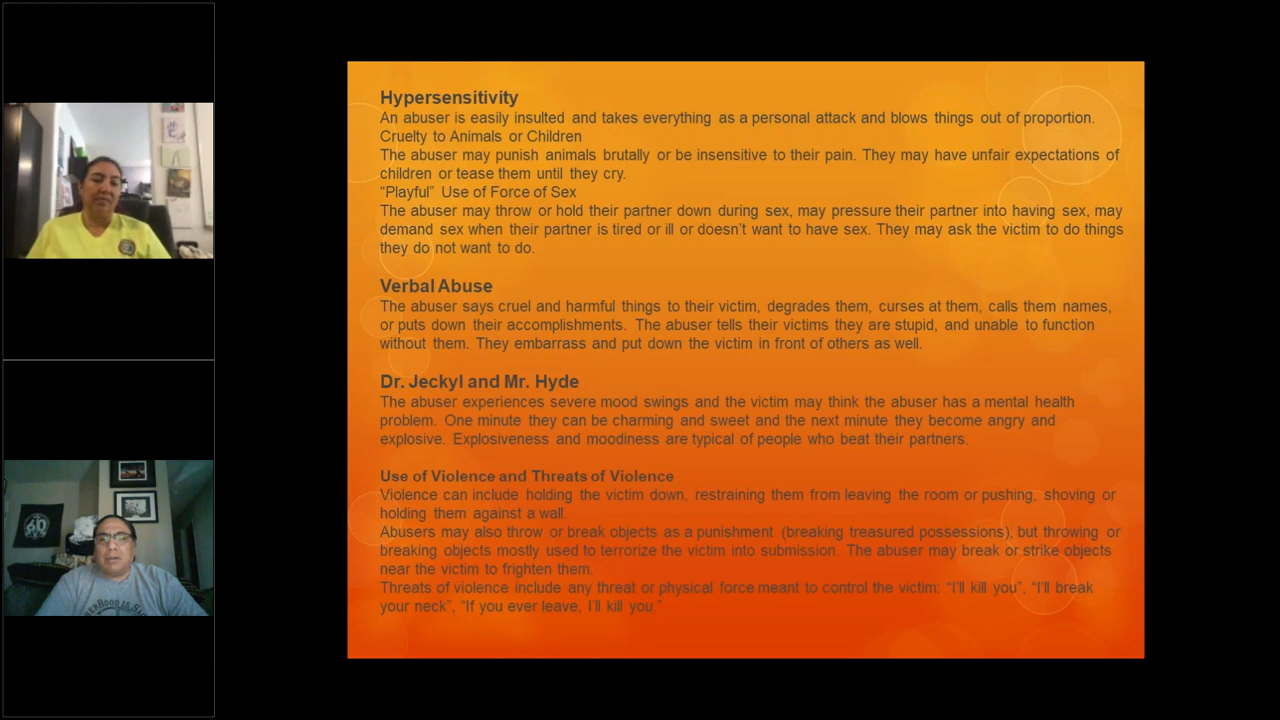 Hypersensitivity
An abuser is easily insulted and takes everything as a personal attack and blows things out of proportion.
Cruelty to Animals or Children
The abuser may punish animals brutally or be insensitive to their pain. They may have unfair expectations of
children or tease them until they cry.
“Playful” Use of Force of Sex
The abuser may throw or hold their partner down during sex, may pressure their partner into having sex, may
demand sex when their partner is tired or ill or doesn’t want to have sex. They may ask the victim to do things
they do not want to do.
Verbal Abuse
The abuser says cruel and harmful things to their victim, degrades them, curses at them, calls them names,
or puts down their accomplishments. The abuser tells their victims they are stupid, and unable to function
without them. They embarrass and put down the victim in front of others as well.
Dr. Jeckyl and Mr. Hyde
The abuser experiences severe mood swings and the victim may think the abuser has a mental health
problem. One minute they can be charming and sweet and the next minute they become angry and
explosive. Explosiveness and moodiness are typical of people who beat their partners.
Use of Violence and Threats of Violence
Violence can include holding the victim down, restraining them from leaving the room or pushing, shoving or
holding them against a wall.
Abusers may also throw or break objects as a punishment (breaking treasured possessions), but throwing or
breaking objects mostly used to terrorize the victim into submission. The abuser may break or strike objects
near the victim to frighten them.
Threats of violence include any threat or physical force meant to control the victim: “I’ll kill you”, “I’ll break
your neck”, “If you ever leave, I’ll kill you.”
60